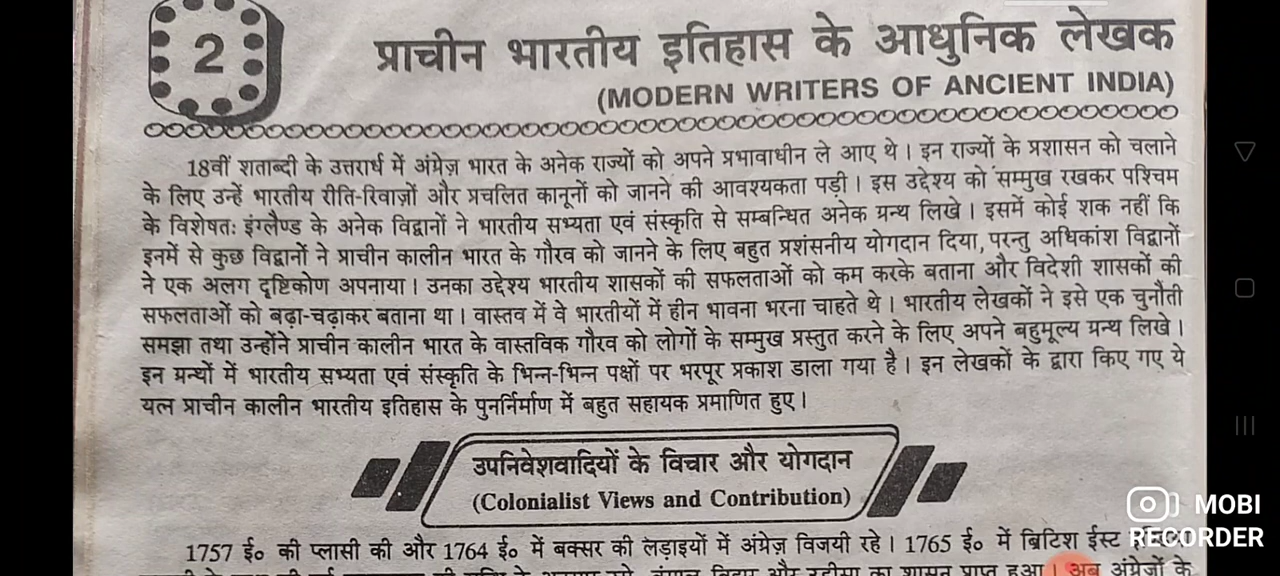 2
प्राचीन भारतीय इतिहास के आधुनिक लेखक
(MODERN WRITERS OF ANCIENT INDIA)
18वीं शताब्दी के उत्तरार्ध में अंग्रेज़ भारत के अनेक राज्यों को अपने प्रभावाधीन ले आए थे। इन राज्यों के प्रशासन को चलाने
के लिए उन्हें भारतीय रीति-रिवाज़ों और प्रचलित कानूनों को जानने की आवश्यकता पड़ी। इस उद्देश्य को सम्मुख रखकर पश्चिम
के विशेषतः इंग्लैण्ड के अनेक विद्वानों ने भारतीय सभ्यता एवं संस्कृति से सम्बन्धित अनेक ग्रन्थ लिखे। इसमें कोई शक नहीं कि
इनमें से कुछ विद्वानों ने प्राचीन कालीन भारत के गौरव को जानने के लिए बहुत प्रशंसनीय योगदान दिया, परन्तु अधिकांश विद्वानों
ने एक अलग दृष्टिकोण अपनाया। उनका उद्देश्य भारतीय शासकों की सफलताओं को कम करके बताना और विदेशी शासकों की
सफलताओं को बढ़ा-चढ़ाकर बताना था। वास्तव में वे भारतीयों में हीन भावना भरना चाहते थे। भारतीय लेखकों ने इसे एक चुनौती
समझा तथा उन्होंने प्राचीन कालीन भारत के वास्तविक गौरव को लोगों के सम्मुख प्रस्तुत करने के लिए अपने बहुमूल्य ग्रन्थ लिखे।
इन ग्रन्थों में भारतीय सभ्यता एवं संस्कृति के भिन्न-भिन्न पक्षों पर भरपूर प्रकाश डाला गया है। इन लेखकों के द्वारा किए गए ये
यत्न प्राचीन कालीन भारतीय इतिहास के पुनर्निर्माण में बहुत सहायक प्रमाणित हुए।
उपनिवेशवादियों के विचार और योगदान
(Colonialist Views and Contribution)
1757 ई० की प्लासी की और 1764 ई० में बक्सर की लड़ाइयों में अंग्रेज़ विजयी रहे। 1765 ई० में ब्रिटिश ईस्ट
बिहार और उड़ीसा का शासन प्राप्त हुआ। अब अंग्रेज़ों के
MOBI
RECORDER